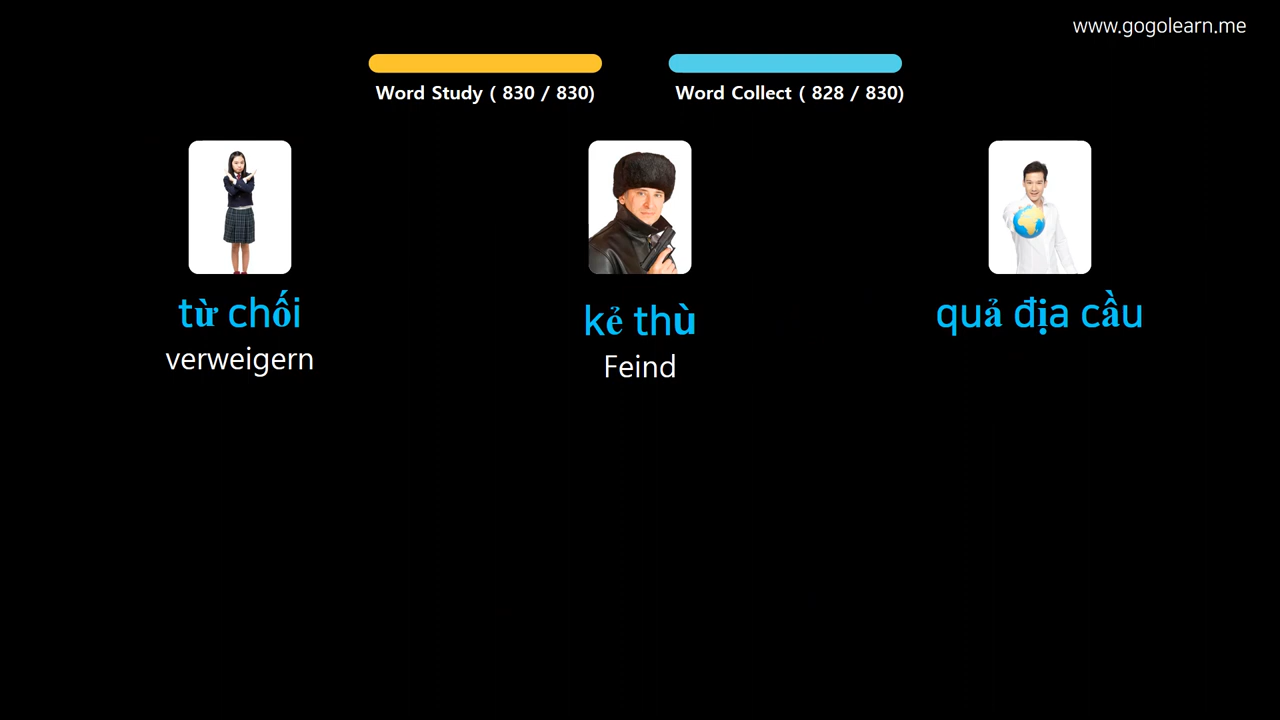 www.gogolearn.me
Word Study ( 830 / 830)
Word Collect ( 828 / 830)
từ chối
verweigern
kẻ thù
Feind
quả địa cầu